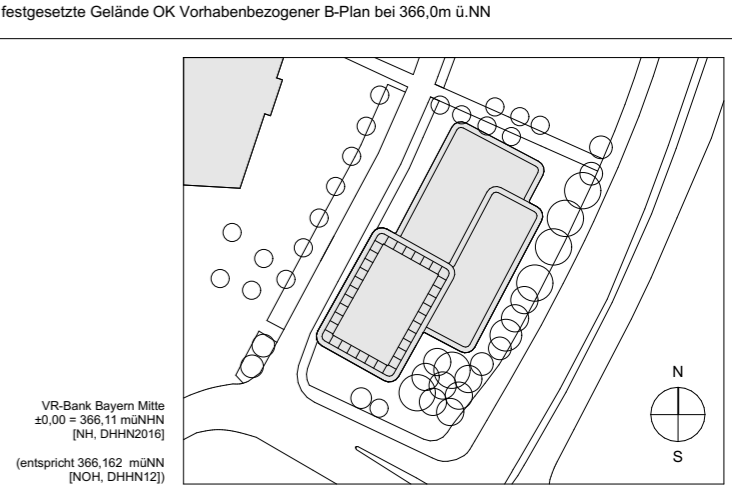 festgesetzte Gelände OK Vorhabenbezogener B-Plan bei 366,0m ü.NN
N
S
VR-Bank Bayern Mitte
±0,00 = 366,11 müNHN
[NH, DHHN2016]
(entspricht 366,162 müNN
[NOH, DHHN12])